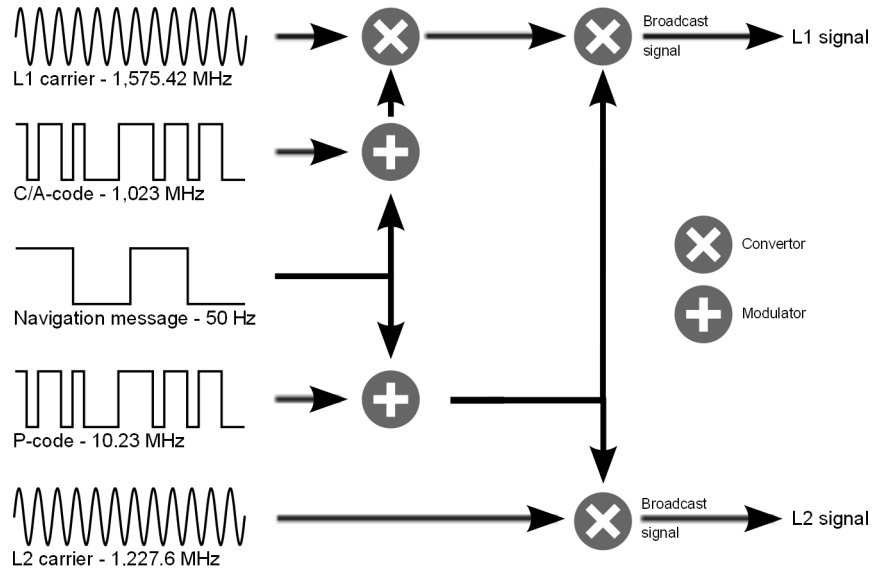 L1 carrier - 1,575.42 MHz
Broadcast
signal
L1 signal
C/A-code - 1,023 MHz
Convertor
Navigation message - 50 Hz
Modulator
P-code - 10.23 MHz
L2 carrier - 1,227.6 MHz
Broadcast
signal
L2 signal